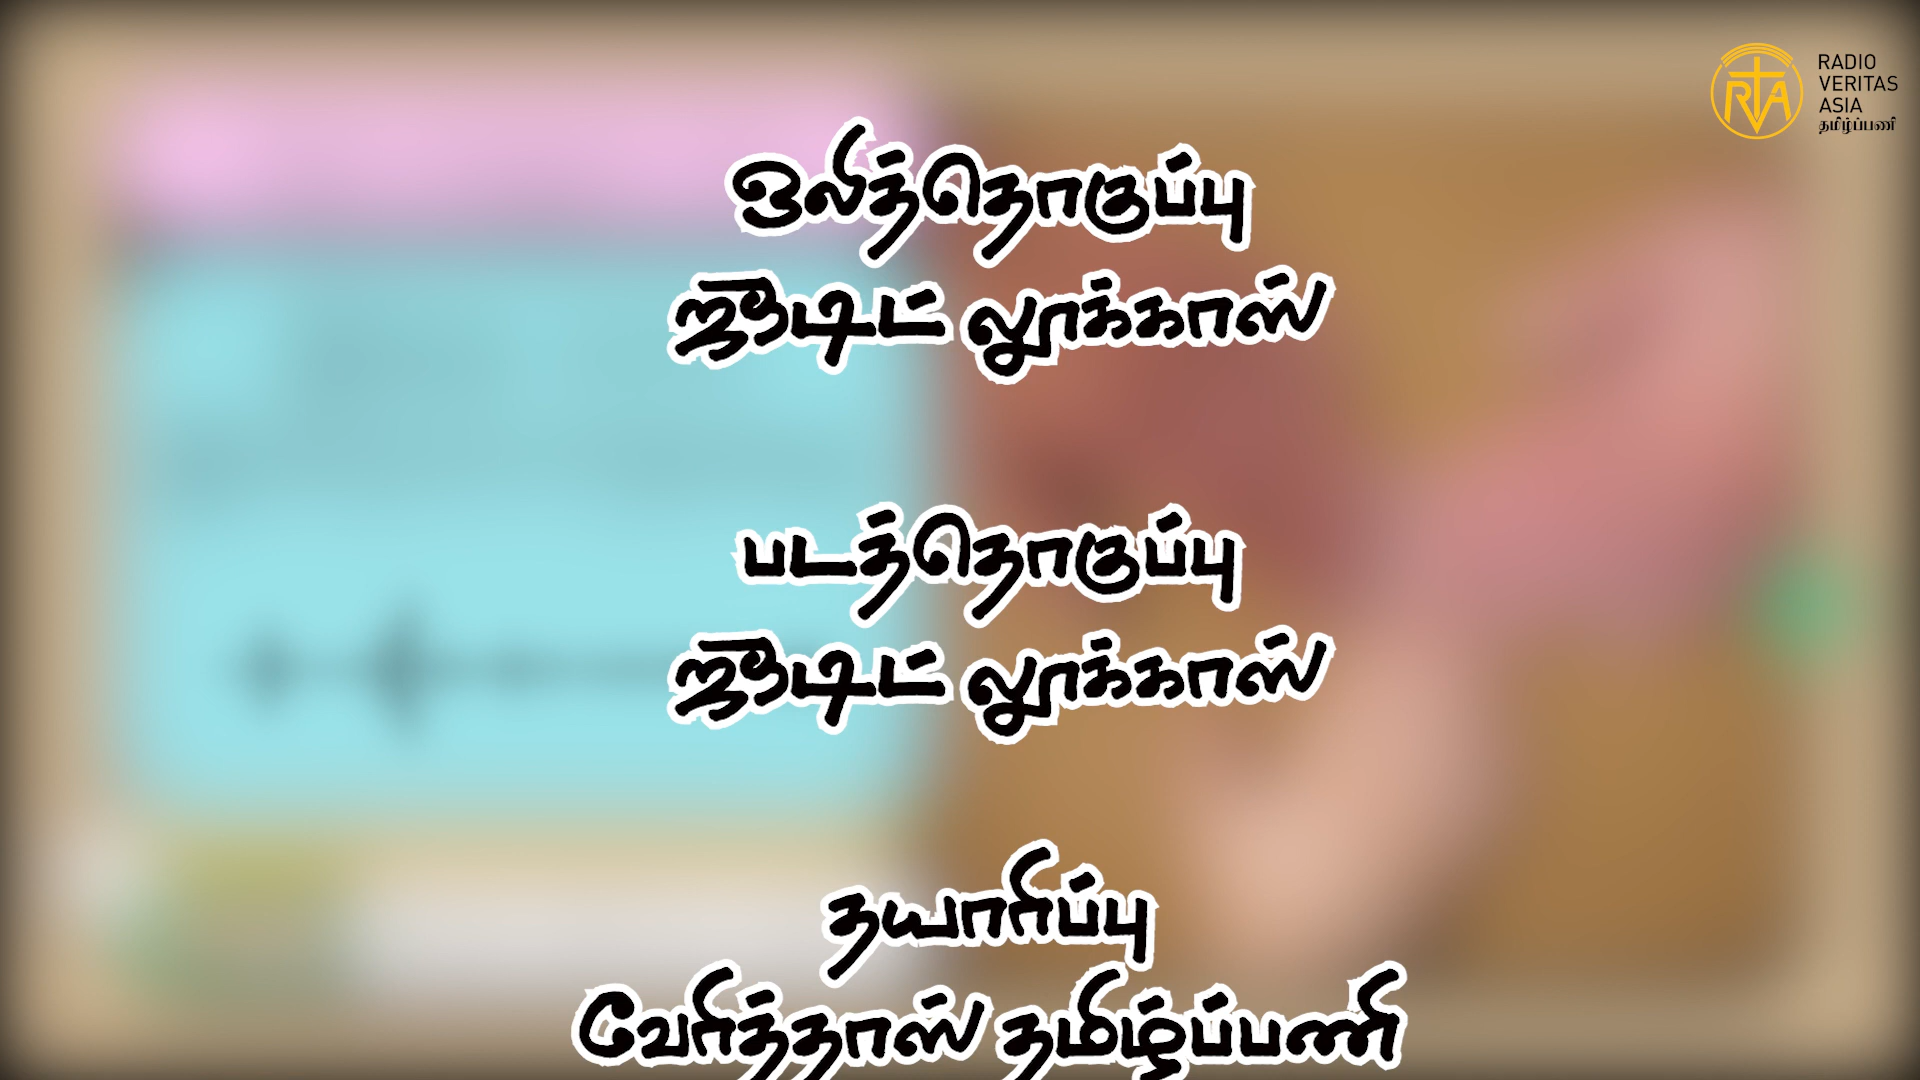 RADIO
VERITAS
ASIA
தமிழ்ப்பணி
ஒலித்தொகுப்பு
ஜூடிட் லூக்காஸ்
படத்தொகுப்பு
ஜூடிட் லூக்காஸ்
தயாரிப்பு
வேரித்தாஸ் தமிழ்ப்பணி